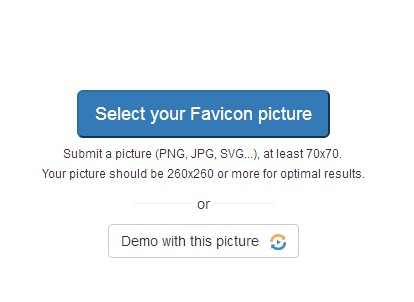 Select your Favicon picture
Submit a picture (PNG, JPG, SVG...), at least 70x70.
Your picture should be 260x260 or more for optimal results.
or
Demo with this picture